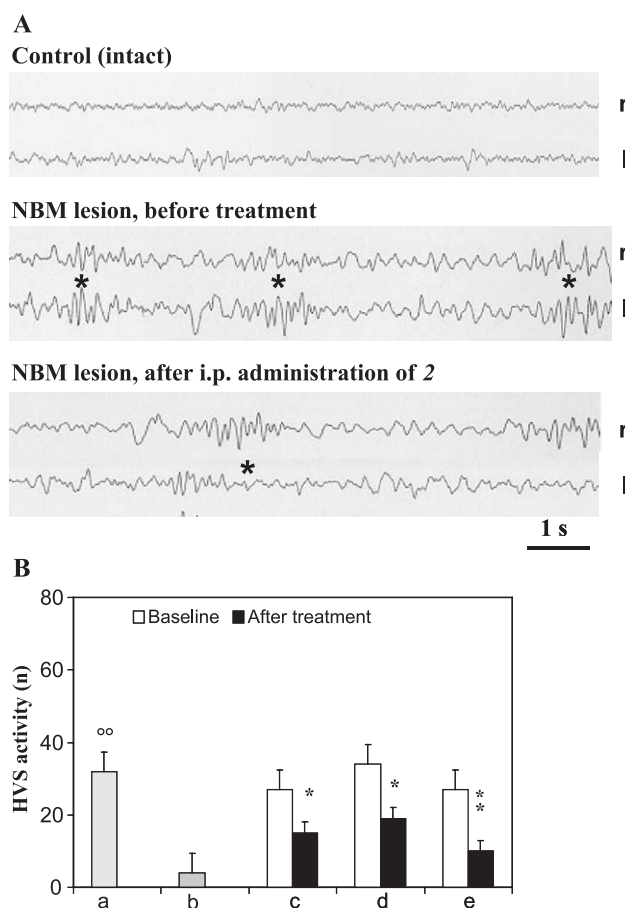 A
Control (intact)
r
NBM lesion, before treatment
r
*
*
*
NBM lesion, after i.p. administration of 2
r
*
1 s
B
80
Baseline
After treatment
60
HVS activity (n)
40
°°
*
*
*
*
20
0
a
b
c
d
e